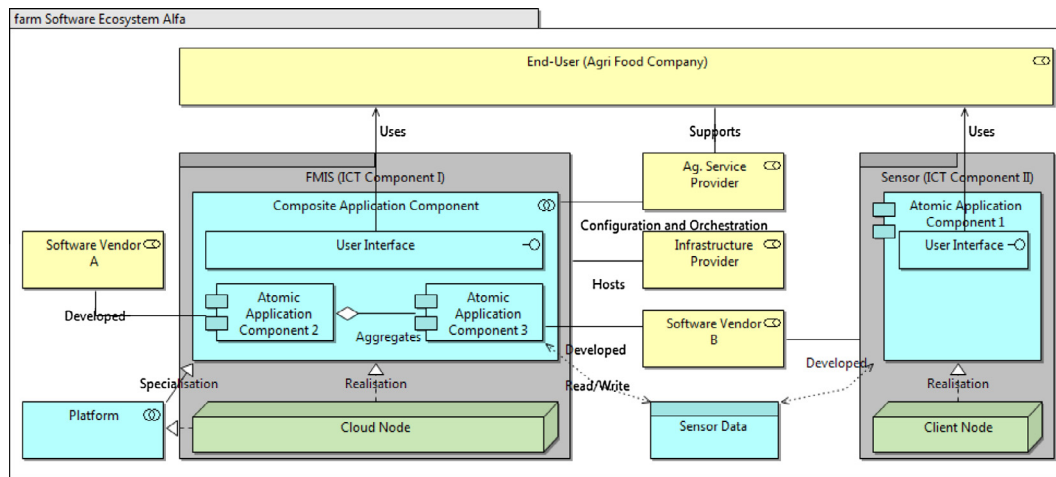 farm Software Ecosystem Alfa
End-User (Agri Food Company)
Uses
Supports
Uses
FMIS (ICT Component I)
Ag. Service
Provider
Sensor (ICT Component II)
Composite Application Component
Atomic Application
Component 1
Configuration and Orchestration
Software Vendor
A
User Interface
Infrastructure
Provider
User Interface
Hosts
Atomic
Application
Component 2
Atomic
Application
Component 3
Developed
Aggregates
Software Vendor
B
Developed
Developed
Specialisation
Realisation
Read/Write
Realisation
Platform
Cloud Node
Sensor Data
Client Node